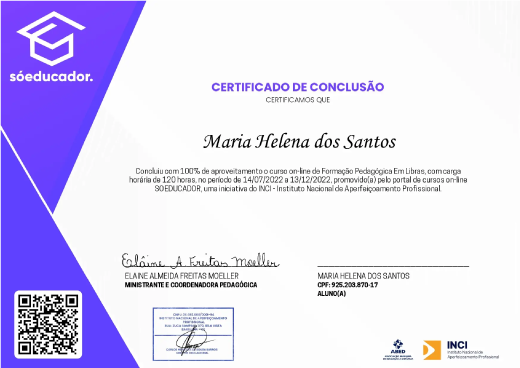 sóeducador.
CERTIFICADO DE CONCLUSÃO
CERTIFICAMOS QUE
Maria Helena dos Santos
Concluiu com 100% de aproveitamento o curso on-line de Formação Pedagógica Em Libras, com carga
horária de 120 horas, no período de 14/07/2022 a 13/12/2022, promovido(a) pelo portal de cursos on-line
SOEDUCADOR, uma iniciativa do INCI - Instituto Nacional de Aperfeiçoamento Profissional.
Elaine A Freitas Moeller
ELAINE ALMEIDA FREITAS MOELLER
MINISTRANTE E COORDENADORA PEDAGÓGICA
MARIA HELENA DOS SANTOS
CPF: 925.203.870-17
ALUNO(A)
ABED
INCI
Instituto Nacional de
Aperfeiçoamento Profissional